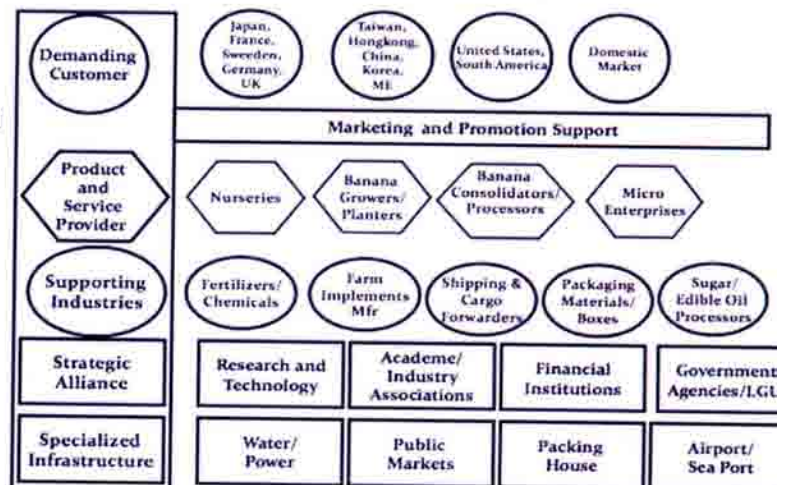 Demanding
Customer
Japan,
France,
Sweeden,
Germany,
UK
Taiwan,
Hongkong,
China,
Korea,
ME
United States,
South America
Domestic
Market
Marketing and Promotion Support
Product
and
Service
Provider
Nurseries
Banana
Growers/
Planters
Banana
Consolidators/
Processors
Micro
Enterprises
Supporting
Industries
Fertilizers/
Chemicals
Farm
Implements
Mfr
Shipping &
Cargo
Forwarders
Packaging
Materials/
Boxes
Sugar/
Edible Oil
Processors
Strategic
Alliance
Research and
Technology
Academe/
Industry
Associations
Financial
Institutions
Government
Agencies/LGU
Specialized
Infrastructure
Water/
Power
Public
Markets
Packing
House
Airport/
Sea Port